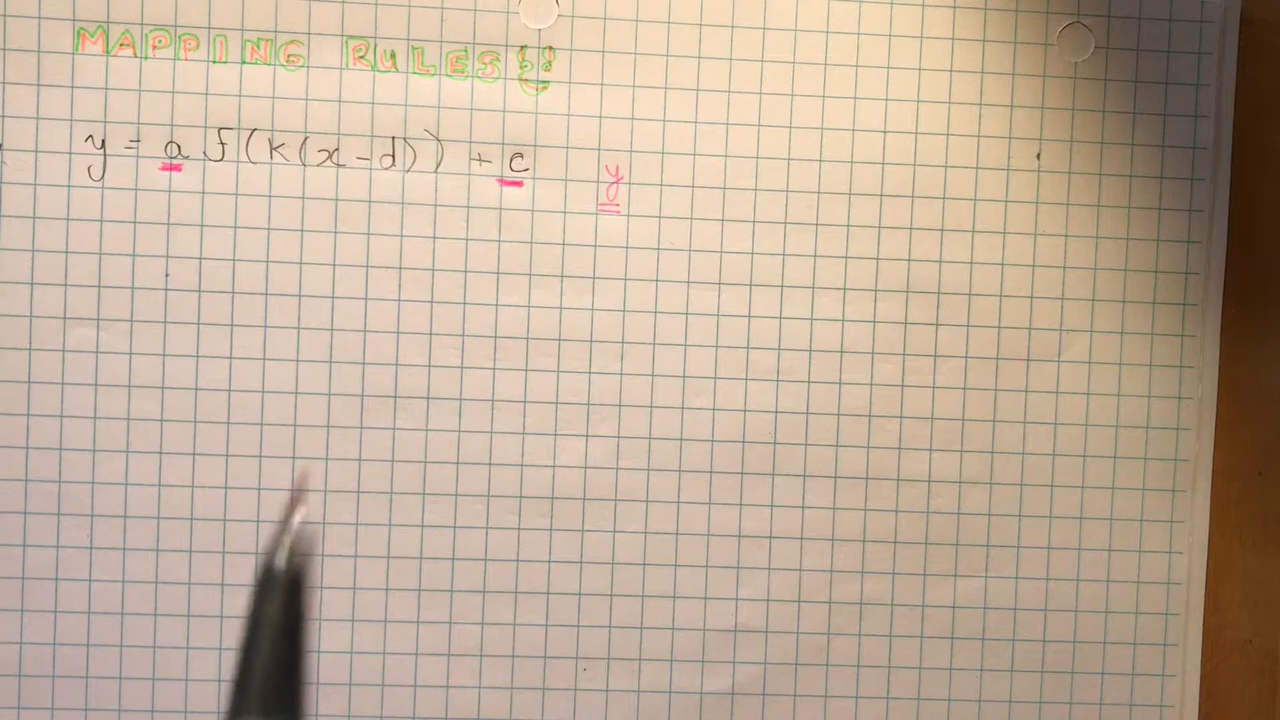 MAPPING RULES!!
y = a f(k(x-d)) + c
y